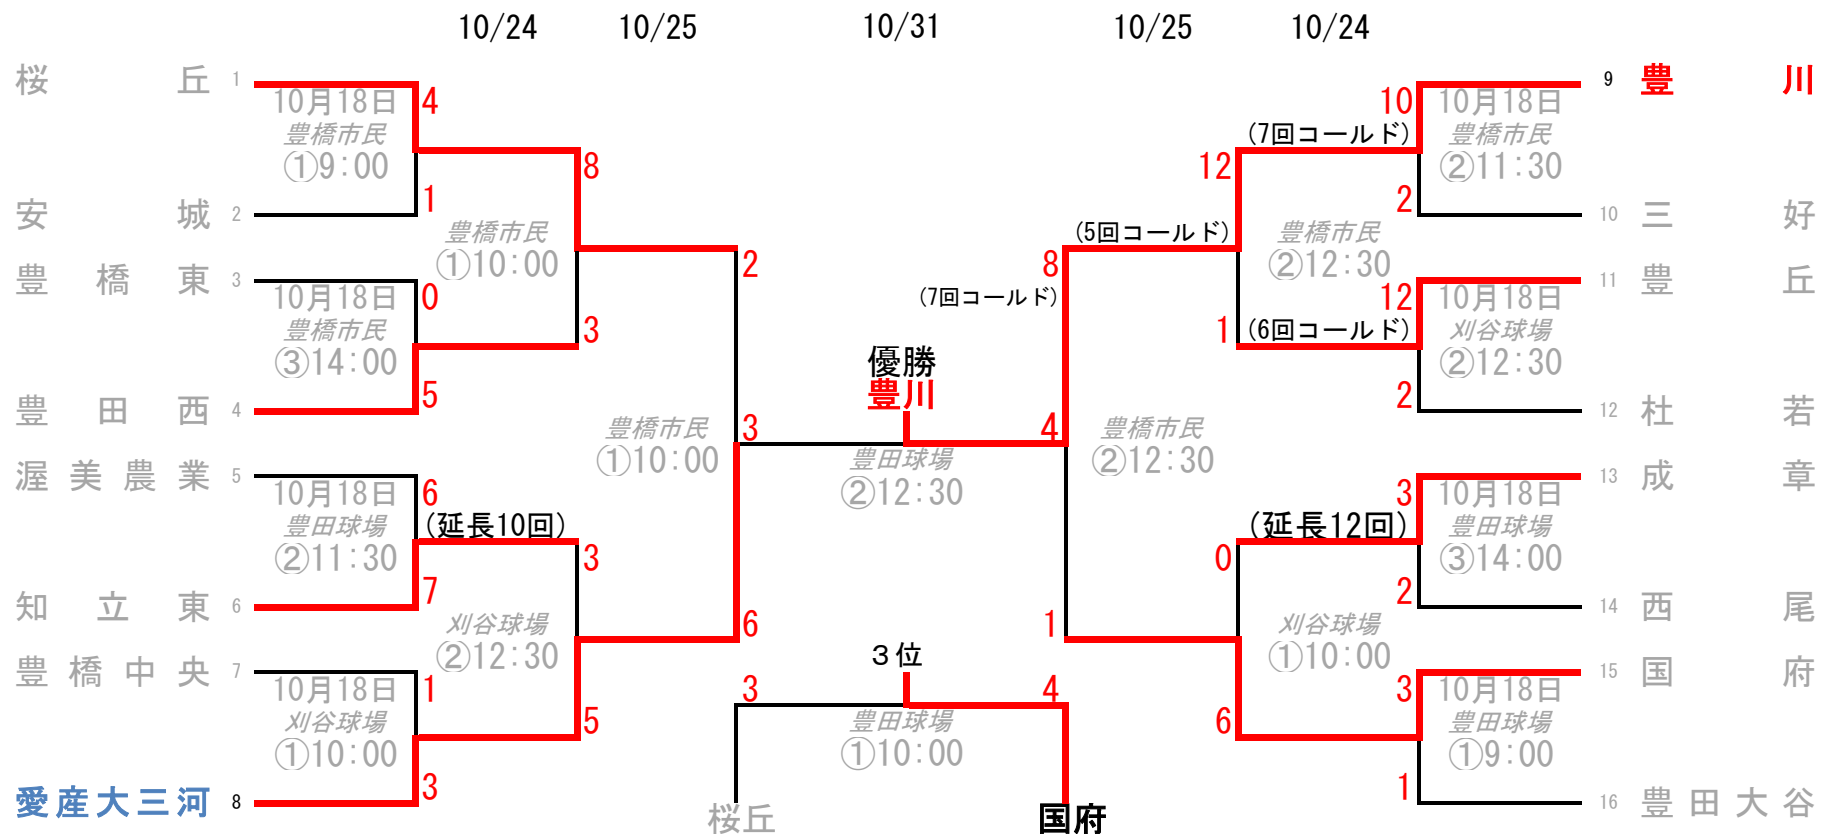 10/24 10/25 10/31 10/25 10/24
桜丘 1
10月18日
豊橋市民
①9:00
4
1
安城 2
豊橋東 3
10月18日
豊橋市民
③14:00
0
5
豊田西 4
渥美農業 5
10月18日
豊田球場
②11:30
6
(延長10回)
7
知立東 6
豊橋中央 7
10月18日
刈谷球場
①10:00
1
3
愛産大三河 8
8
豊橋市民
①10:00
3
3
刈谷球場
②12:30
5
2
3
豊橋市民
①10:00
6
優勝
豊川
豊田球場
②12:30
3位
3
4
豊田球場
①10:00
桜丘
国府
8
(7回コールド)
4
豊橋市民
②12:30
1
12
(5回コールド)
豊橋市民
②12:30
1
0
刈谷球場
①10:00
6
9 豊川
10
10月18日
(7回コールド)
豊橋市民
②11:30
2
10 三好
11 豊丘
12
10月18日
(6回コールド)
刈谷球場
②12:30
2
12 杜若
13 成章
3
10月18日
(延長12回)
豊田球場
③14:00
2
14 西尾
15 国府
3
10月18日
豊田球場
①9:00
1
16 豊田大谷